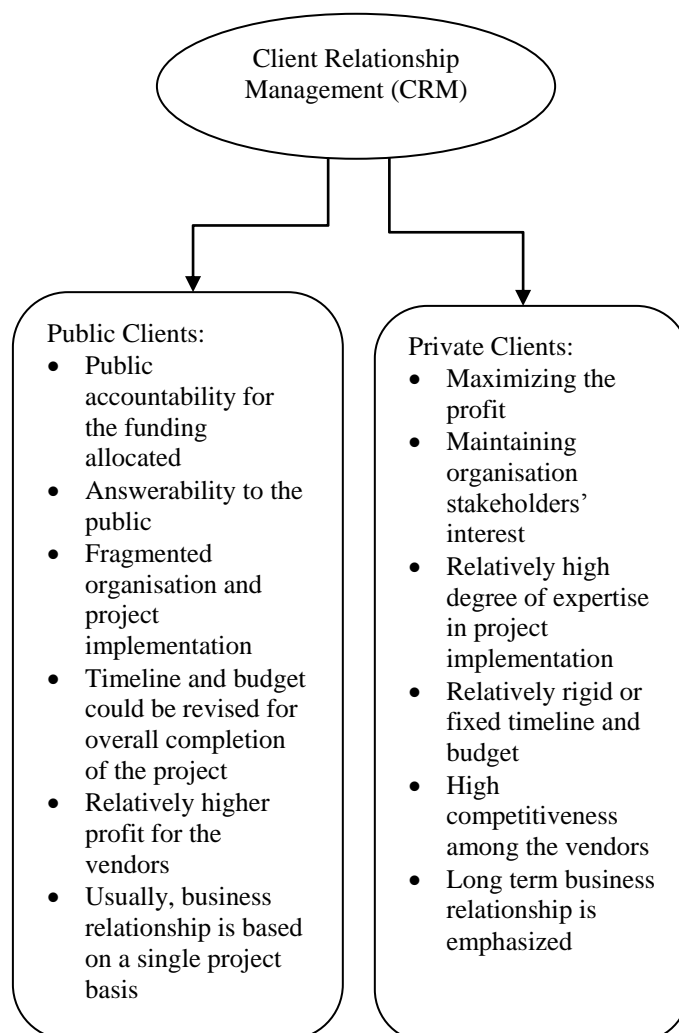 Client Relationship
Management (CRM)
Public Clients:
• Public
accountability for
the funding
allocated
• Answerability to the
public
• Fragmented
organisation and
project
implementation
• Timeline and budget
could be revised for
overall completion
of the project
• Relatively higher
profit for the
vendors
• Usually, business
relationship is based
on a single project
basis
Private Clients:
• Maximizing the
profit
• Maintaining
organisation
stakeholders’
interest
• Relatively high
degree of expertise
in project
implementation
• Relatively rigid or
fixed timeline and
budget
• High
competitiveness
among the vendors
• Long term business
relationship is
emphasized